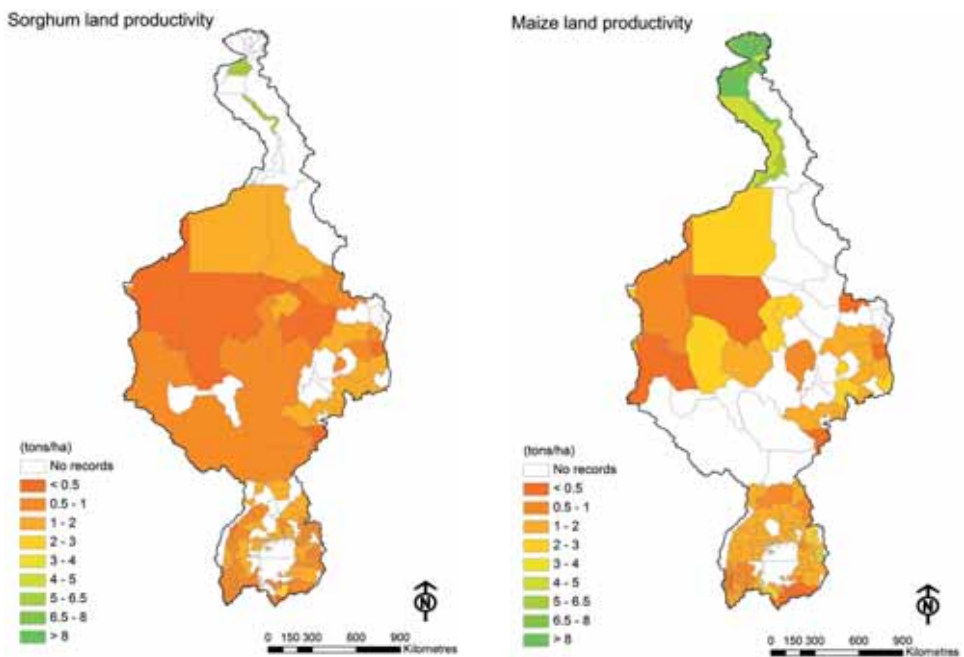 Sorghum land productivity
(tons/ha)
No records
< 0.5
0.5 - 1
1 - 2
2 - 3
3 - 4
4 - 5
5 - 6.5
6.5 - 8
> 8
N
0 150 300 600 900
Kilometres
Maize land productivity
(tons/ha)
No records
< 0.5
0.5 - 1
1 - 2
2 - 3
3 - 4
4 - 5
5 - 6.5
6.5 - 8
> 8
N
0 150 300 600 900
Kilometres